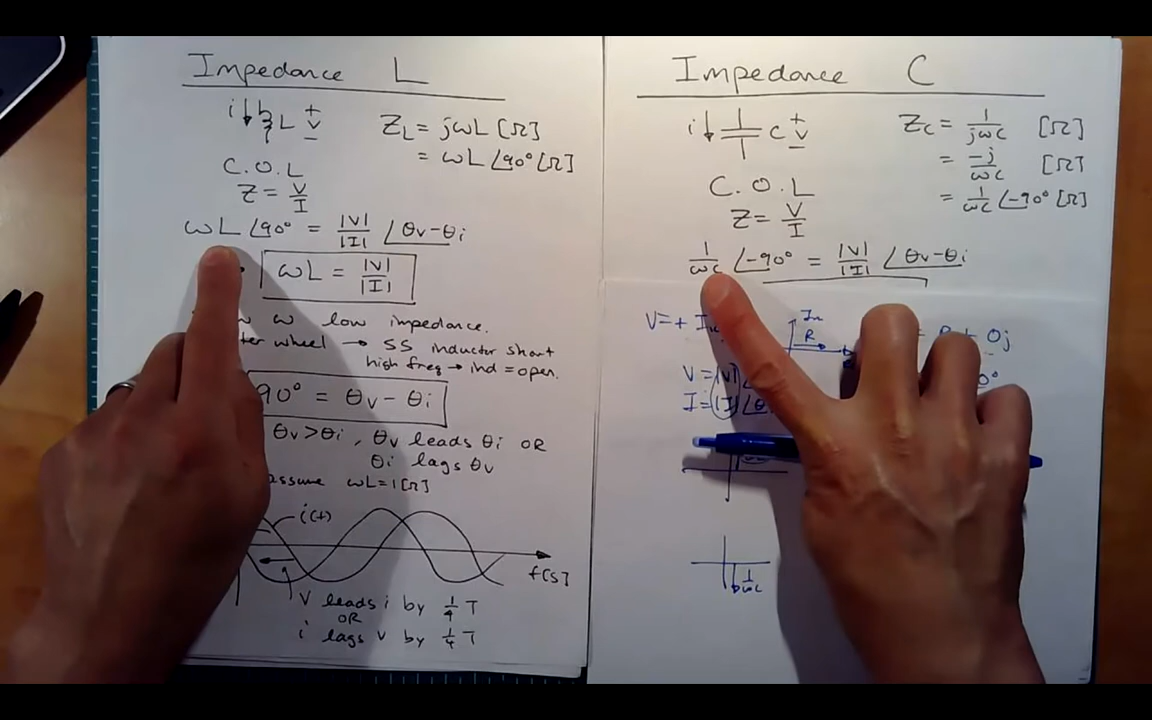 Impedance L
i L + v -
Z_L = jωL [Ω]
= ωL ∠90° [Ω]
C.O.L
Z = V/I
ωL ∠90° = |V|/|I| ∠θv-θi
ωL = |V|/|I|
ω low impedance.
wheel → SS inductor short
high freq → ind = open.
90° = θv - θi
θv > θi, θv leads θi OR
θi lags θv
assume ωL = 1 [Ω]
i(t)
t[s]
V leads i by 1/4 T
OR
i lags v by 1/4 T
Impedance C
i C + v -
Z_C = 1/jωC [Ω]
= -j/ωC [Ω]
= 1/ωC ∠-90° [Ω]
C.O.L
Z = V/I
1/ωC ∠-90° = |V|/|I| ∠θv-θi
V = + Im
R + 0j
R
V = |V|
I = |I| ∠θ
0°
1/ωC